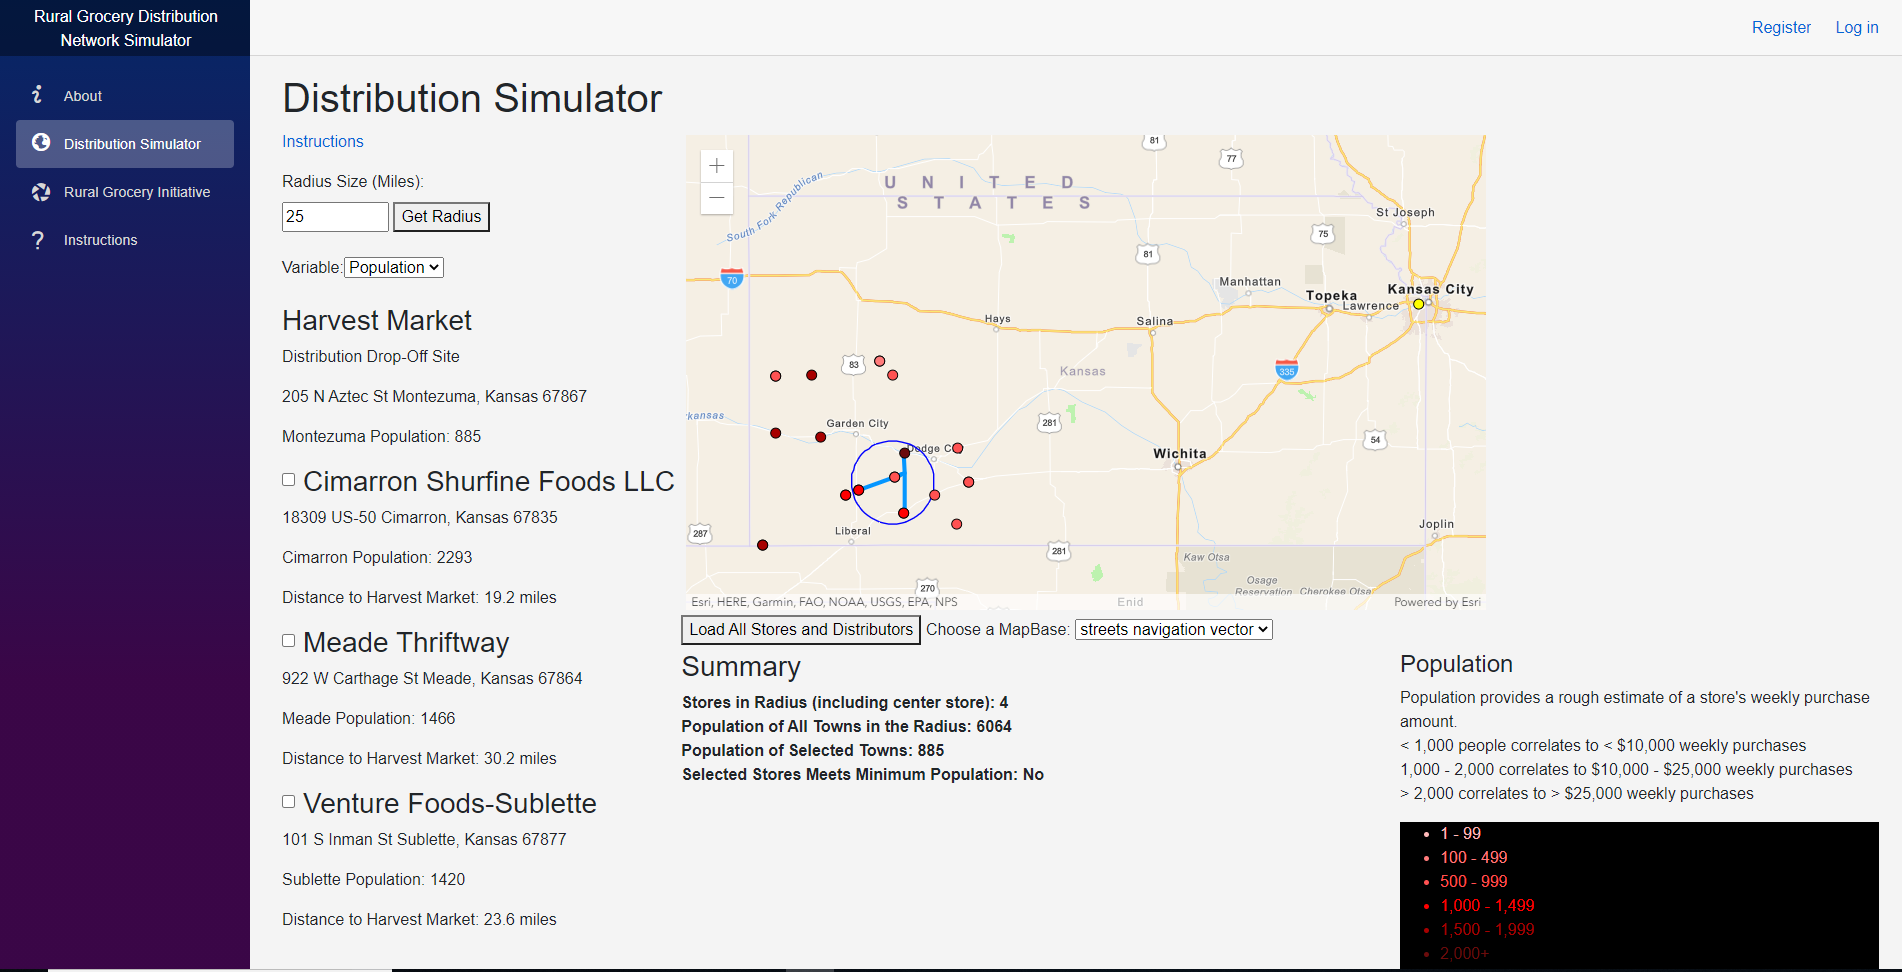 Rural Grocery Distribution
Network Simulator
Register
Log in
About
Distribution Simulator
Rural Grocery Initiative
Instructions
Distribution Simulator
Instructions
Radius Size (Miles):
25
Get Radius
Variable:
Population
Harvest Market
Distribution Drop-Off Site
205 N Aztec St Montezuma, Kansas 67867
Montezuma Population: 885
Cimarron Shurfine Foods LLC
18309 US-50 Cimarron, Kansas 67835
Cimarron Population: 2293
Distance to Harvest Market: 19.2 miles
Meade Thriftway
922 W Carthage St Meade, Kansas 67864
Meade Population: 1466
Distance to Harvest Market: 30.2 miles
Venture Foods-Sublette
101 S Inman St Sublette, Kansas 67877
Sublette Population: 1420
Distance to Harvest Market: 23.6 miles
+
−
81
77
UNITED
STATES
South Fork Republican
St Joseph
75
81
70
Manhattan
Topeka
Kansas City
Lawrence
Hays
Salina
83
Kansas
335
kansas
Garden City
281
54
Dodge C
Wichita
Liberal
287
Joplin
281
Kaw Otsa
270
Osage
Reservation
Cherokee Otsa
Esri, HERE, Garmin, FAO, NOAA, USGS, EPA, NPS
Enid
Powered by Esri
Load All Stores and Distributors
Choose a MapBase:
streets navigation vector
Summary
Stores in Radius (including center store): 4
Population of All Towns in the Radius: 6064
Population of Selected Towns: 885
Selected Stores Meets Minimum Population: No
Population
Population provides a rough estimate of a store's weekly purchase
amount.
< 1,000 people correlates to < $10,000 weekly purchases
1,000 - 2,000 correlates to $10,000 - $25,000 weekly purchases
> 2,000 correlates to > $25,000 weekly purchases
1 - 99
100 - 499
500 - 999
1,000 - 1,499
1,500 - 1,999
2,000+